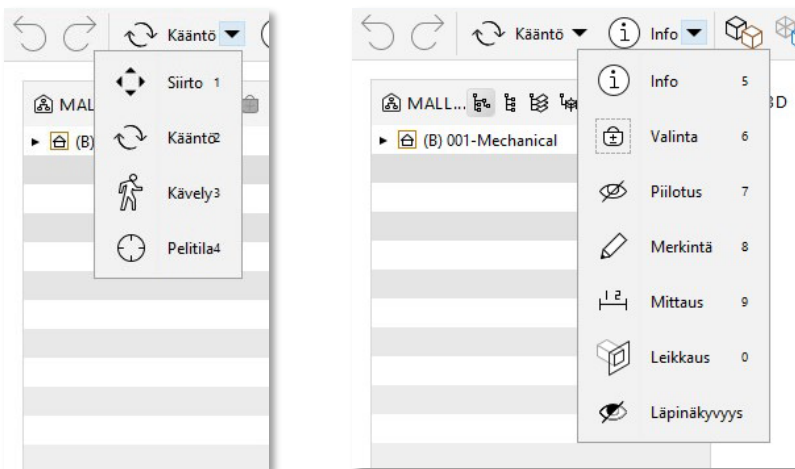 Kääntö
Siirto 1
MAL
Kääntö 2
(B)
Kävely 3
Pelitila 4
Kääntö
Info
MALL...
3D
(B) 001-Mechanical
Info 5
Valinta 6
Piilotus 7
Merkintä 8
1 2
Mittaus 9
Leikkaus 0
Läpinäkyvyys